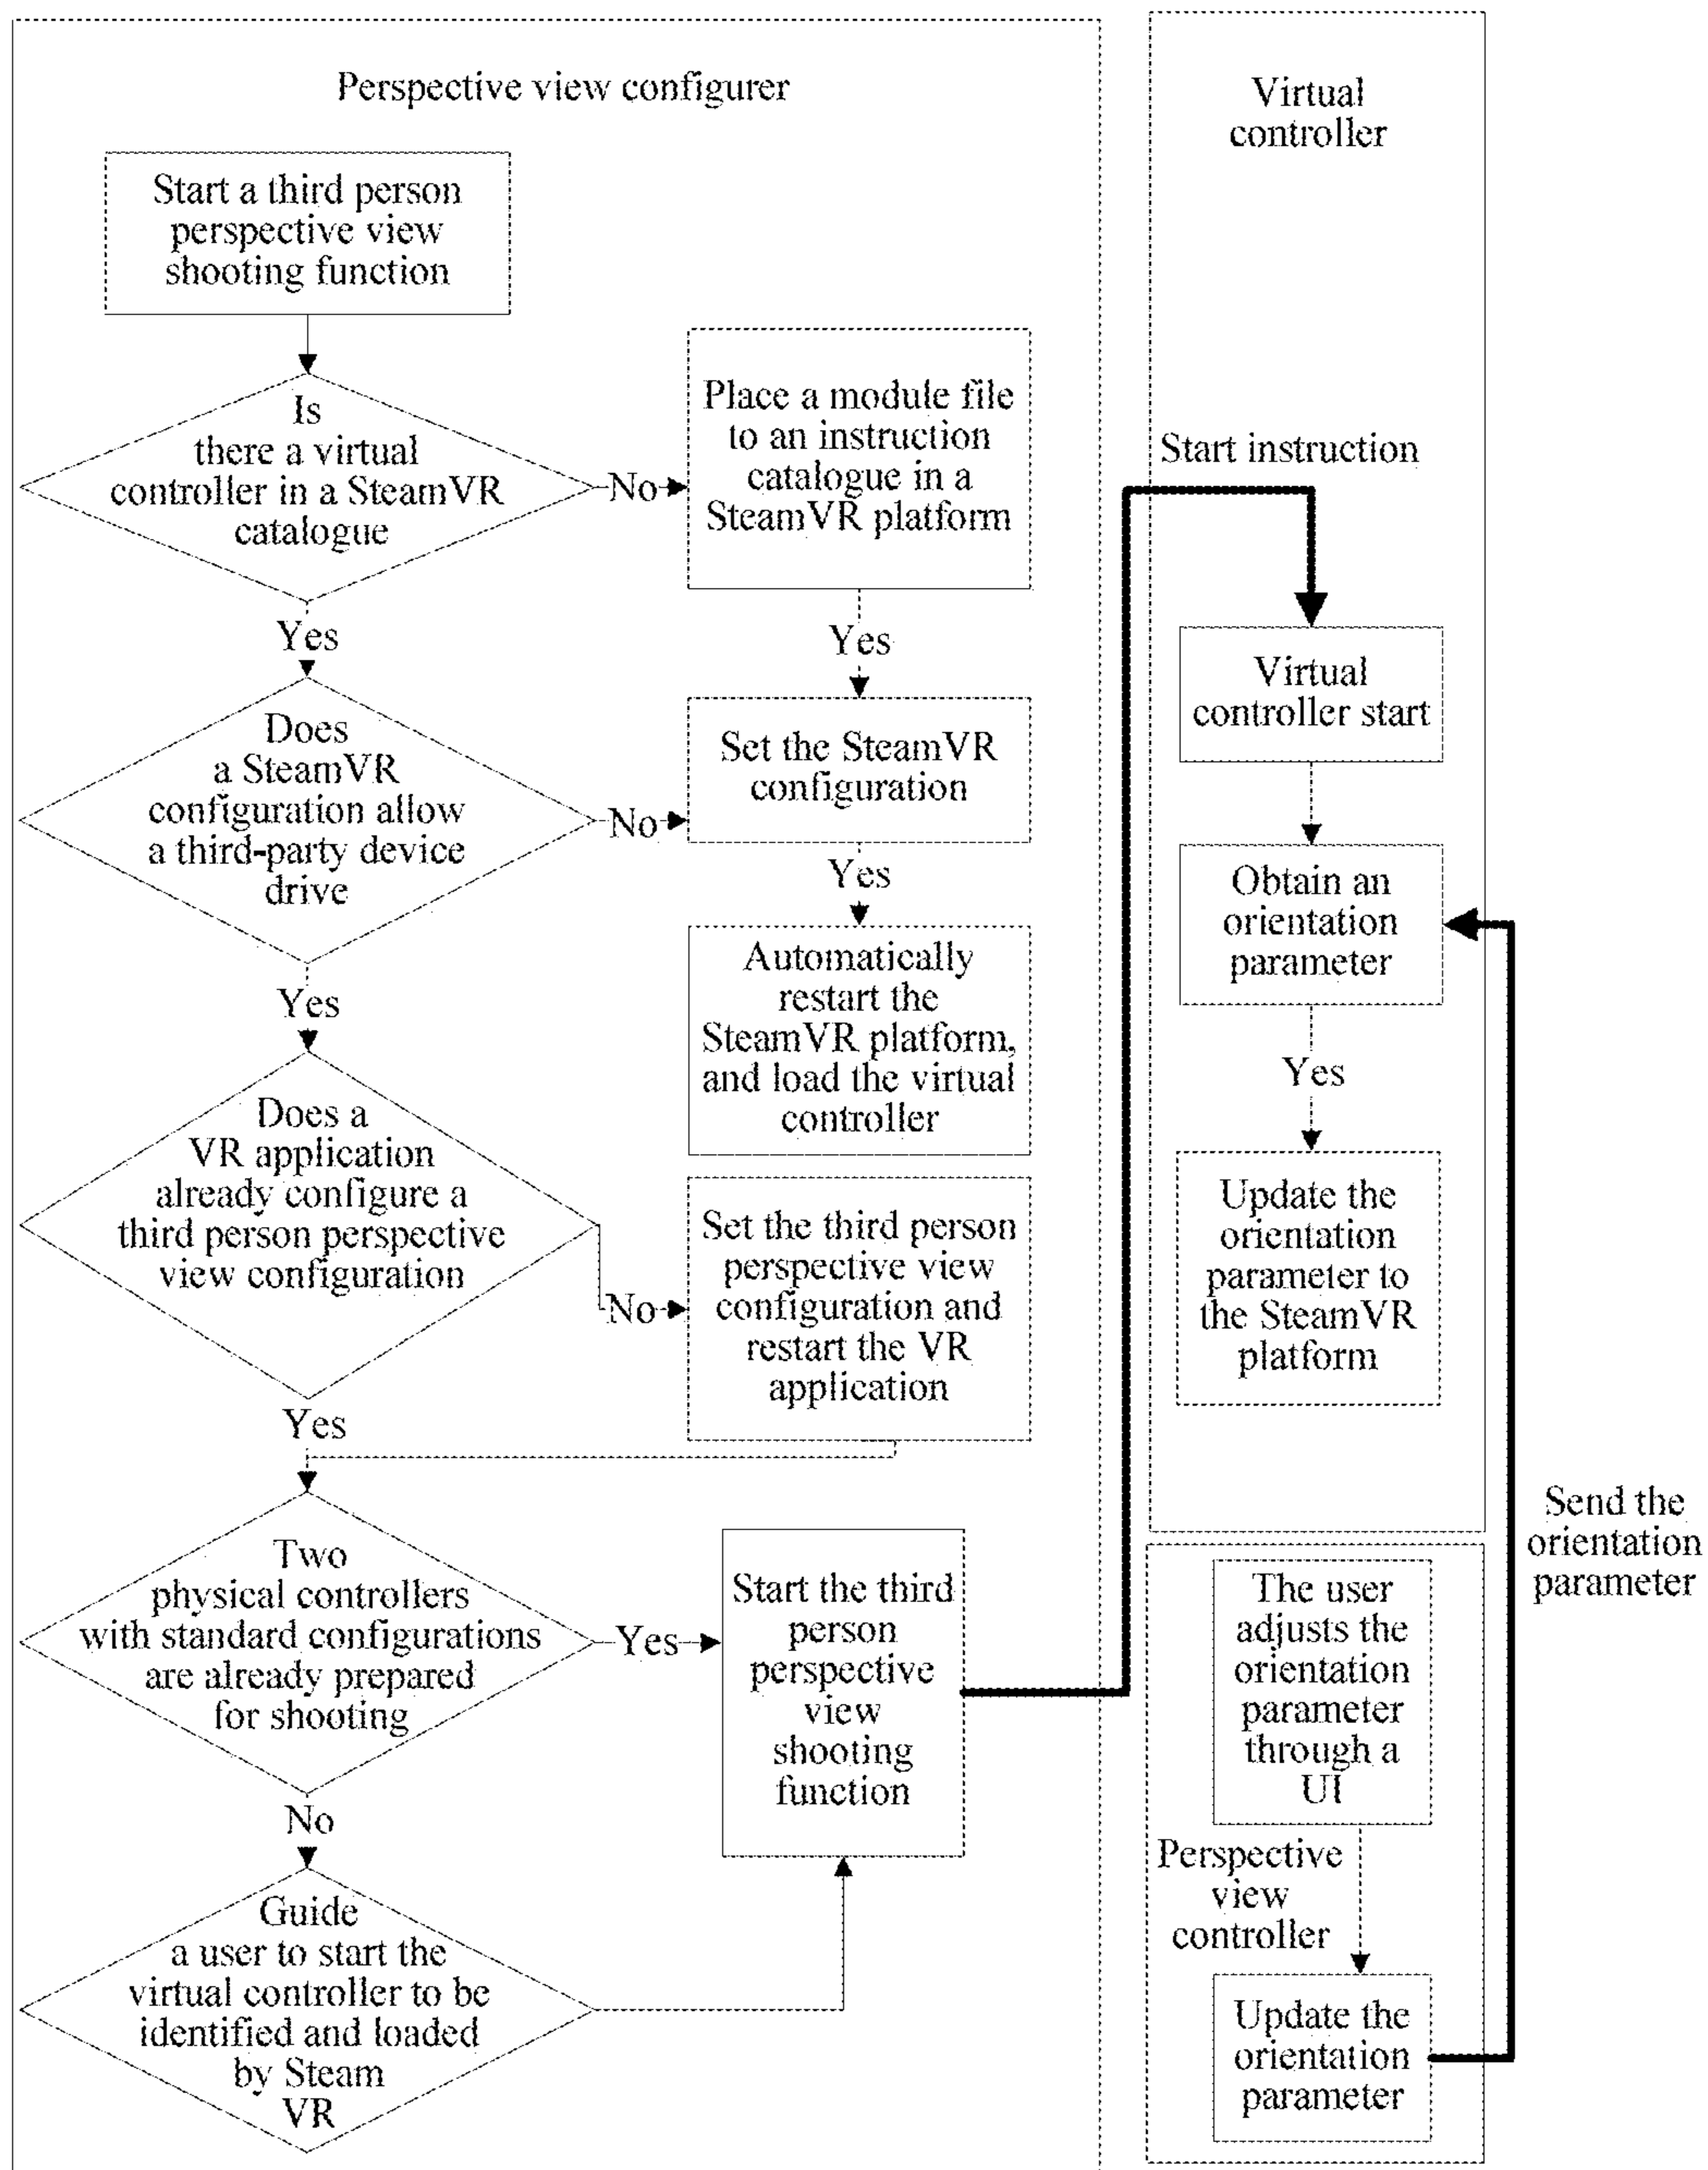 Perspective view configurer
Start a third person
perspective view
shooting function
Is
there a virtual
controller in a SteamVR
catalogue
No
Place a module file
to an instruction
catalogue in a
SteamVR platform
Yes
Yes
Does
a SteamVR
configuration allow
a third-party device
drive
No
Set the SteamVR
configuration
Yes
Automatically
restart the
SteamVR platform,
and load the virtual
controller
Yes
Does a
VR application
already configure a
third person perspective
view configuration
No
Set the third person
perspective view
configuration and
restart the VR
application
Yes
Two
physical controllers
with standard configurations
are already prepared
for shooting
Yes
Start the third
person
perspective
view
shooting
function
No
Guide
a user to start the
virtual controller to be
identified and loaded
by Steam
VR
Virtual
controller
Start instruction
Virtual
controller start
Obtain an
orientation
parameter
Yes
Update the
orientation
parameter to
the SteamVR
platform
Send the
orientation
parameter
The user
adjusts the
orientation
parameter
through a
UI
Perspective
view
controller
Update the
orientation
parameter